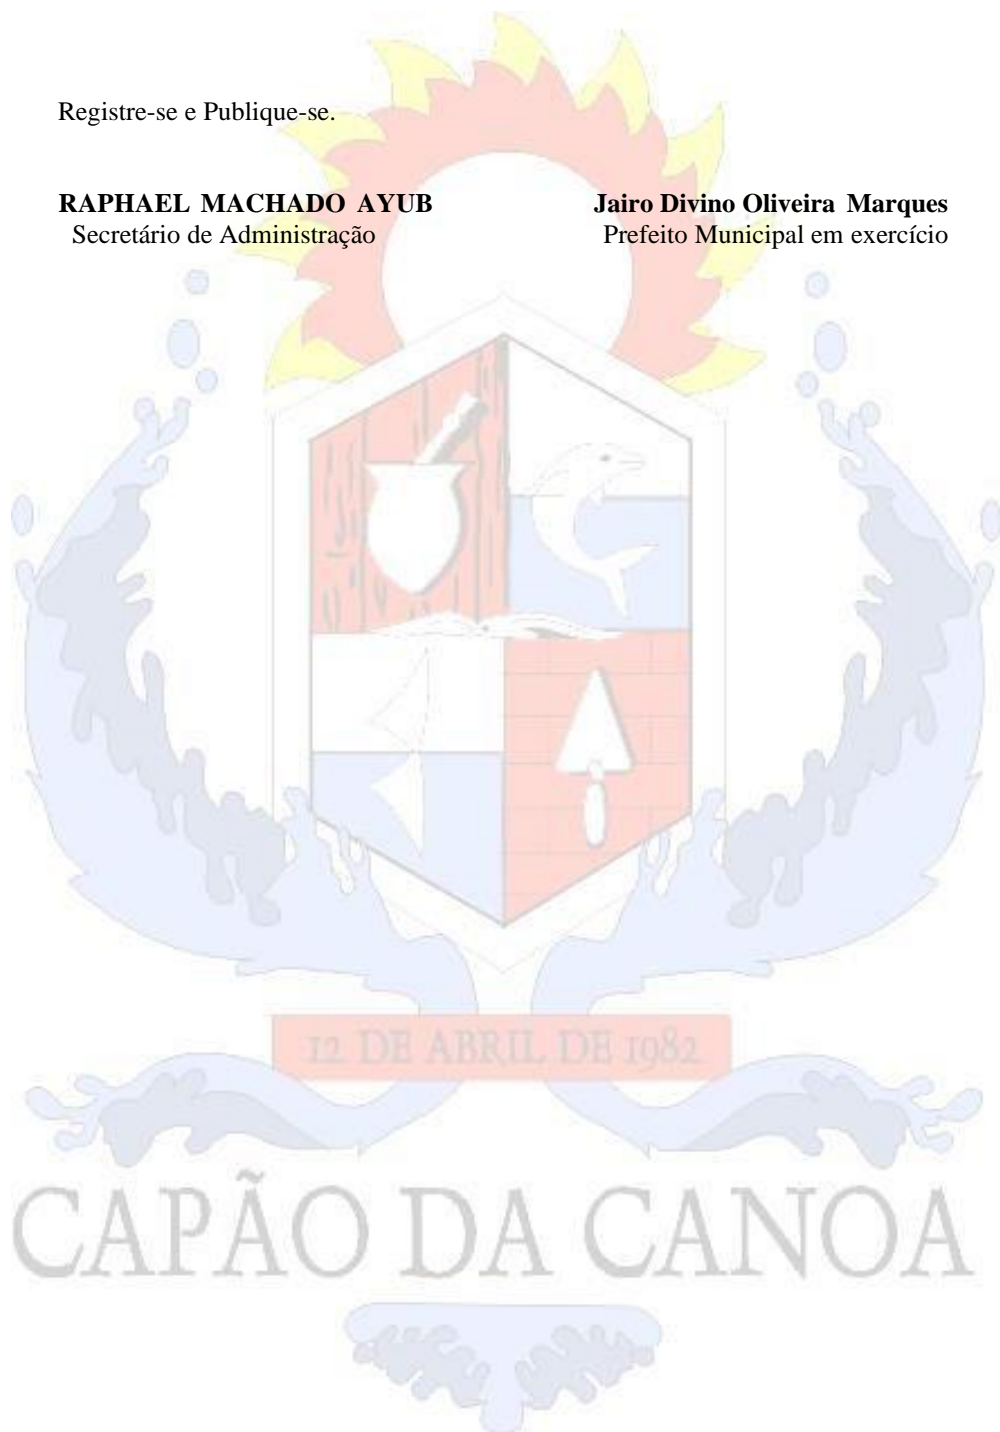 Registre-se e Publique-se.
RAPHAEL MACHADO AYUB
Secretário de Administração
Jairo Divino Oliveira Marques
Prefeito Municipal em exercício
12 DE ABRIL DE 1982
CAPÃO DA CANOA